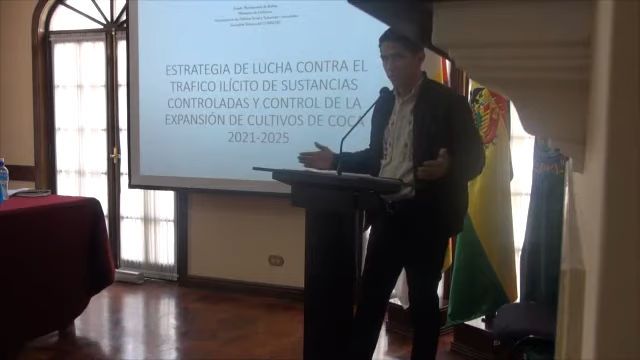 ESTRATEGIA DE LUCHA CONTRA EL
TRAFICO ILÍCITO DE SUSTANCIAS
CONTROLADAS Y CONTROL DE LA
EXPANSIÓN DE CULTIVOS DE COCA
2021-2025